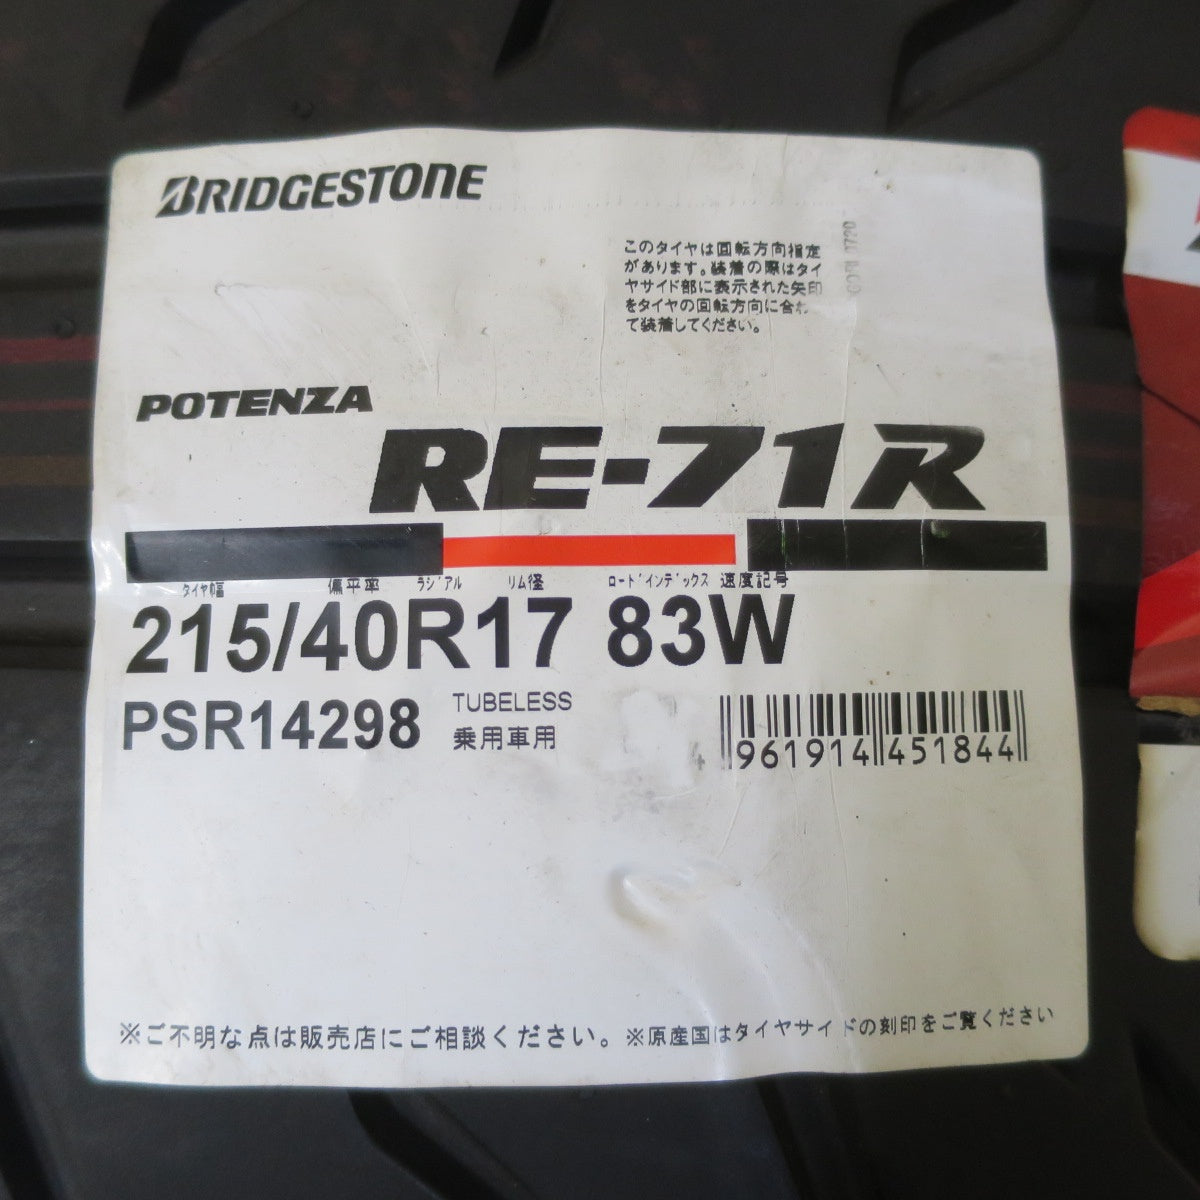 BRIDGESTONE
このタイヤは回転方向指定
があります。装着の際はタイ
ヤサイド部に表示された矢印
をタイヤの回転方向に合わ
て装着してください。
POTENZA
RE-71R
タイヤ幅 偏平率 ラジアル リム径 ロードインデックス 速度記号
215/40R17 83W
PSR14298
TUBELESS
乗用車用
4 961914 451844
※ご不明な点は販売店にご相談ください。 ※原産国はタイヤサイドの刻印をご覧ください